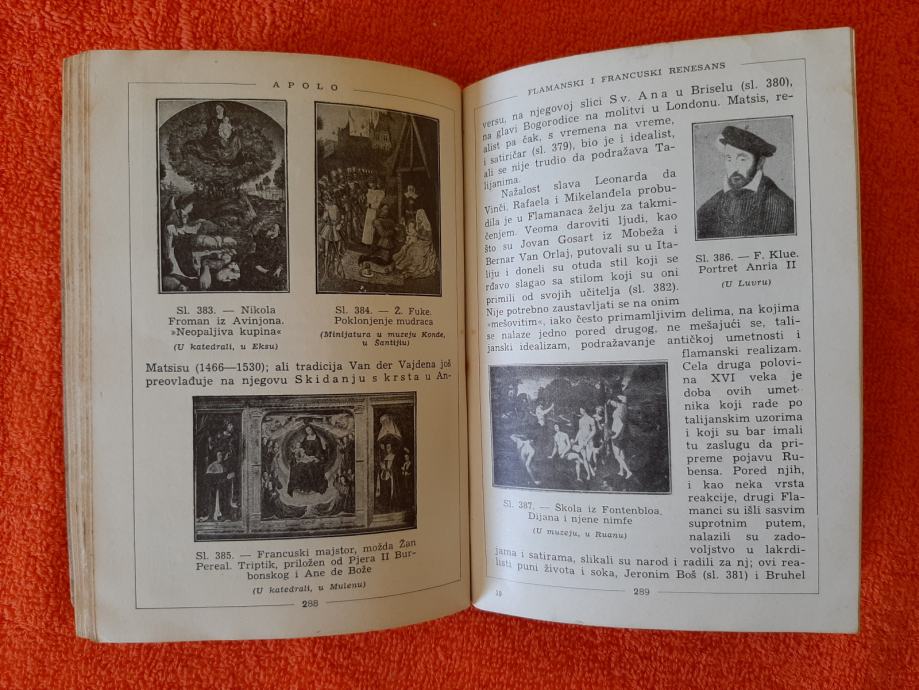 APOLO
Sl. 383. — Nikola
Froman iz Avinjona.
»Neopaljiva kupina«
(U katedrali, u Eksu)
Sl. 384. — Ž. Fuke.
Poklonjenje mudraca
(Minijatura u muzeju Konde,
u Šantijiu)
Matsisu (1466—1530); ali tradicija Van der Vajdena još
preovlađuje na njegovu Skidanju s krsta u An-
Sl. 385. — Francuski majstor, možda Žan
Pereal. Triptik, priložen od Pjera II Bur-
bonskog i Ane de Bože
(U katedrali, u Mulenu)
288
FLAMANSKI I FRANCUSKI RENESANS
versu, na njegovoj slici Sv. Ana u Briselu (sl. 380),
na glavi Bogorodice na molitvi u Londonu. Matsis, re-
alist pa čak, s vremena na vreme,
i satiričar (sl. 379), bio je i idealist,
ali se nije trudio da podražava Ta-
lijanima.
Nažalost slava Leonarda da
Vinči, Rafaela i Mikelanđela probu-
dila je u Flamanaca želju za takmi-
čenjem. Veoma daroviti ljudi, kao
što su Jovan Gosart iz Mobeža i
Bernar Van Orlaj, putovali su u Ita-
liju i doneli su otuda stil koji se
rđavo slagao sa stilom koji su oni
primili od svojih učitelja (sl. 382).
Nije potrebno zaustavljati se na onim
»mešovitim«, iako često primamljivim delima, na kojima
se nalaze jedno pored drugog, ne mešajući se, tali-
janski idealizam, podražavanje antičkoj umetnosti i
flamanski realizam.
Cela druga polovi-
na XVI veka je
doba ovih umet-
nika koji rade po
talijanskim uzorima
i koji su bar imali
tu zaslugu da pri-
preme pojavu Ru-
bensa. Pored njih,
i kao neka vrsta
reakcije, drugi Fla-
manci su išli sasvim
suprotnim putem,
nalazili su zado-
voljstvo u lakrdi-
jama i satirama, slikali su narod i radili za nj; ovi rea-
listi puni života i soka, Jeronim Boš (sl. 381) i Bruhel
Sl. 386. — F. Klue.
Portret Anria II
(U Luvru)
Sl. 387. — Škola iz Fontenbloa.
Dijana i njene nimfe
(U muzeju, u Ruanu)
19
289